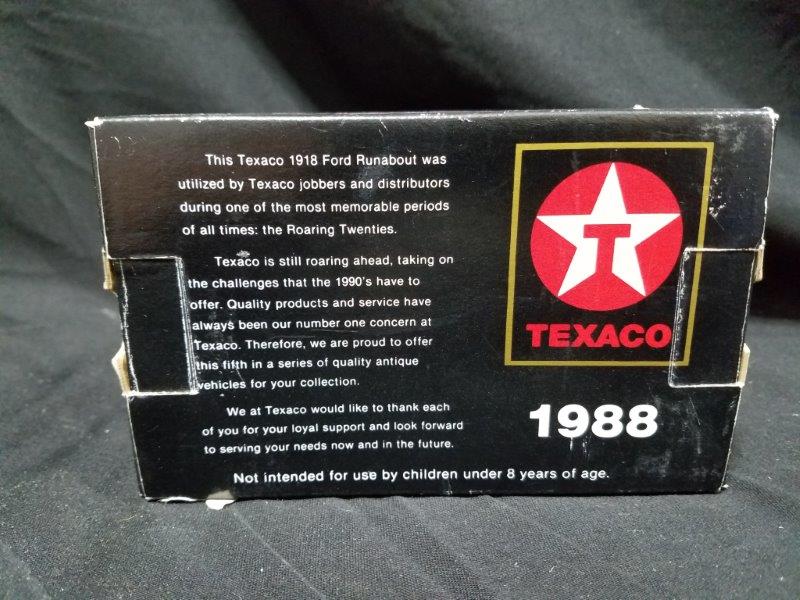 This Texaco 1918 Ford Runabout was
utilized by Texaco jobbers and distributors
during one of the most memorable periods
of all times: the Roaring Twenties.
Texaco is still roaring ahead, taking on
the challenges that the 1990's have to
offer. Quality products and service have
always been our number one concern at
Texaco. Therefore, we are proud to offer
this fifth in a series of quality antique
vehicles for your collection.
We at Texaco would like to thank each
of you for your loyal support and look forward
to serving your needs now and in the future.
Not intended for use by children under 8 years of age.
T
TEXACO
1988